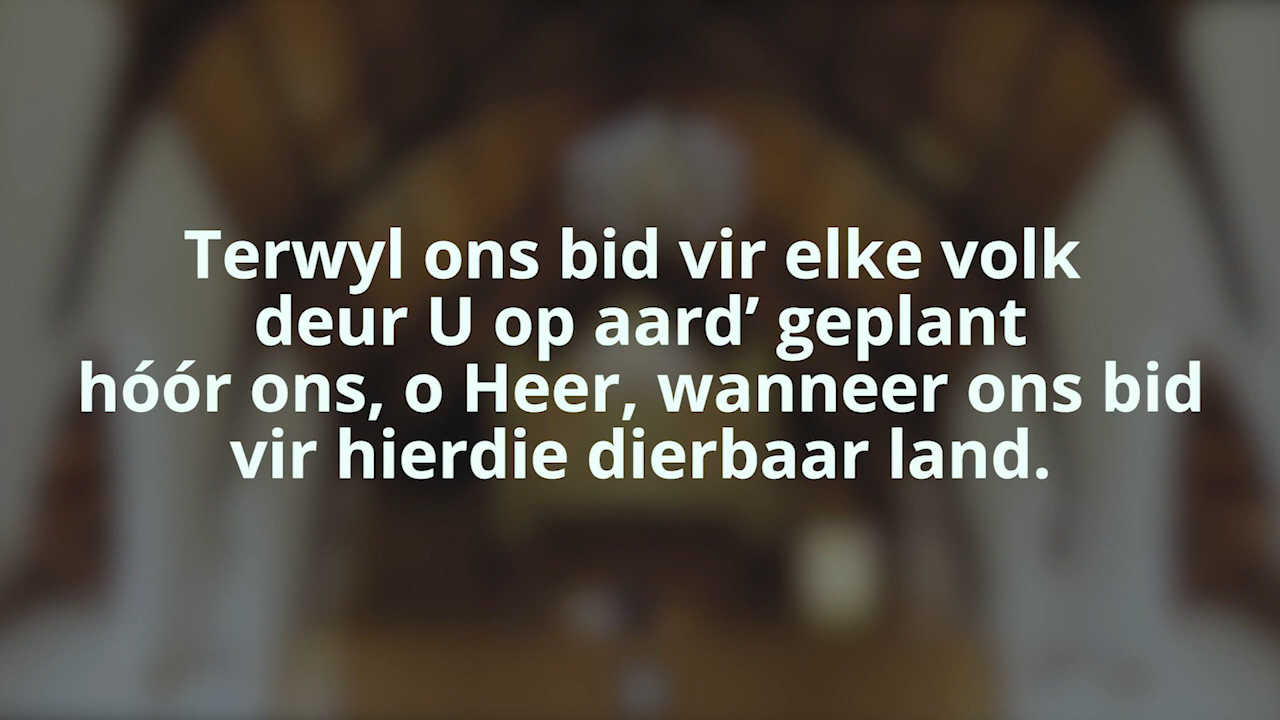 Terwyl ons bid vir elke volk
deur U op aard’ geplant
hóór ons, o Heer, wanneer ons bid
vir hierdie dierbaar land.